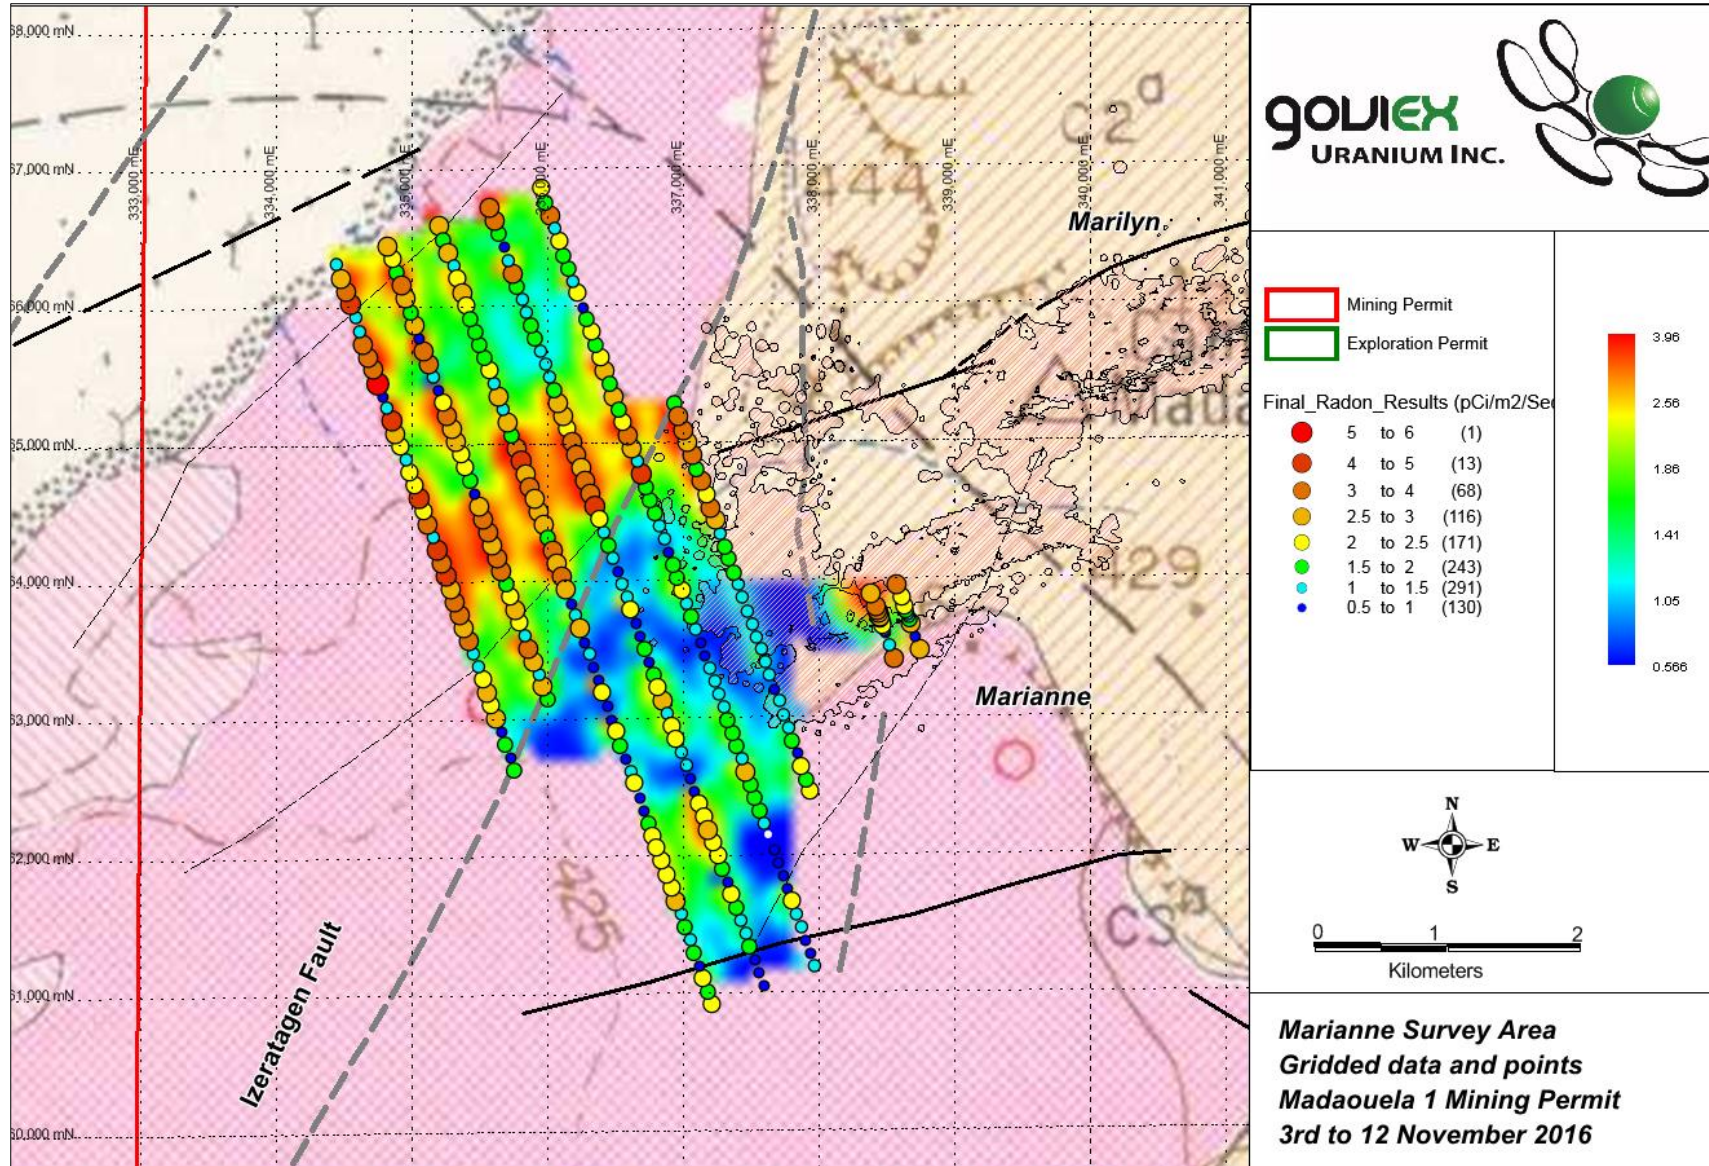 68,000 mN
67,000 mN
66,000 mN
65,000 mN
64,000 mN
63,000 mN
62,000 mN
61,000 mN
60,000 mN
333,000 mE
334,000 mE
335,000 mE
336,000 mE
337,000 mE
338,000 mE
339,000 mE
340,000 mE
341,000 mE
C2a
444
Marilyn
Maua
429
Marianne
425
C3
Izeratagen Fault
GOVIEX
URANIUM INC.
Mining Permit
Exploration Permit
Final_Radon_Results (pCi/m2/Sec
5 to 6 (1)
4 to 5 (13)
3 to 4 (68)
2.5 to 3 (116)
2 to 2.5 (171)
1.5 to 2 (243)
1 to 1.5 (291)
0.5 to 1 (130)
3.96
2.56
1.86
1.41
1.05
0.566
N
W E
S
0 1 2
Kilometers
Marianne Survey Area
Gridded data and points
Madaouela 1 Mining Permit
3rd to 12 November 2016